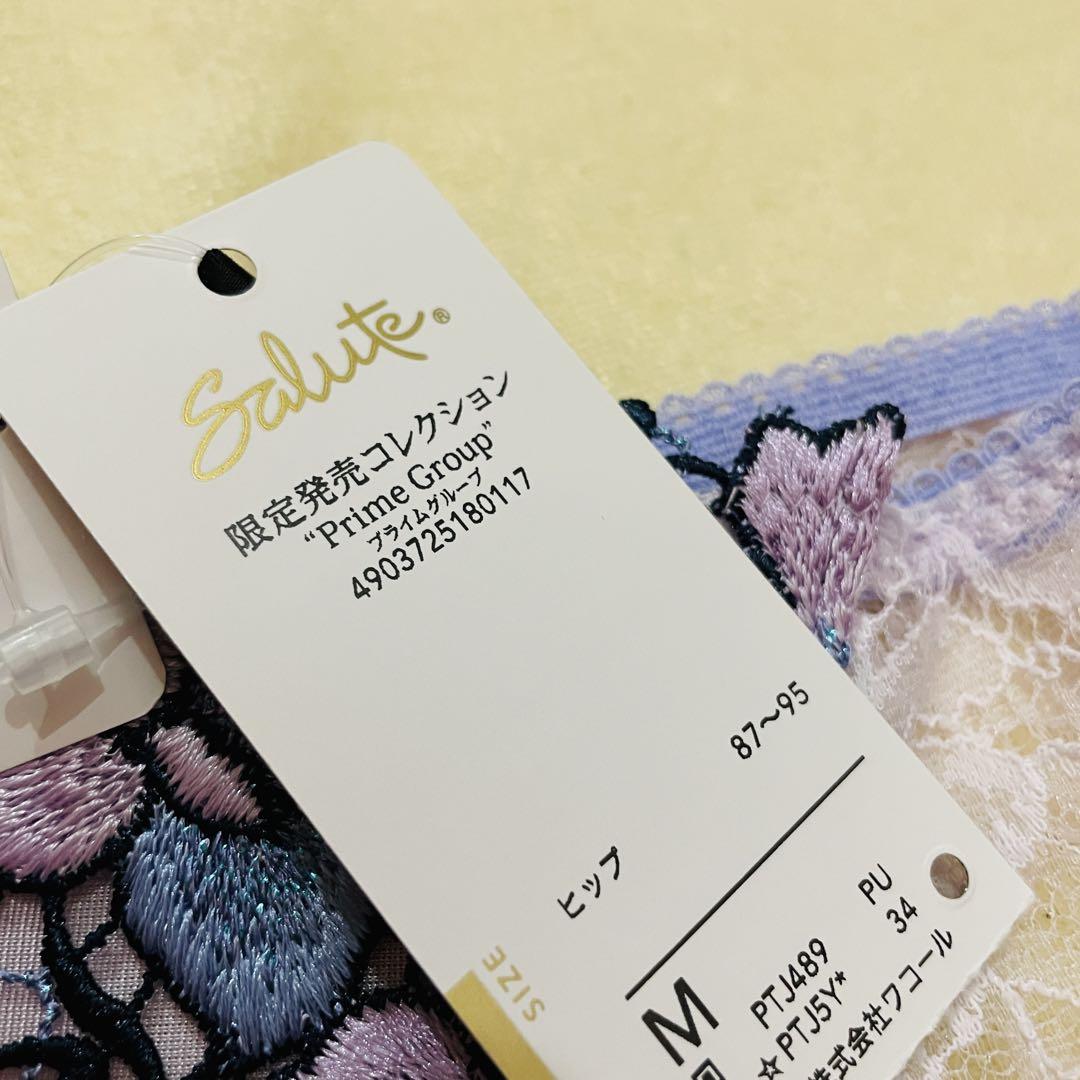 Salute®
限定発売コレクション
“Prime Group”
プライムグループ
4903725180117
87〜95
ヒップ
SIZE
M
PTJ489
PU
☆PTJ5Y*
34
株式会社ワコール